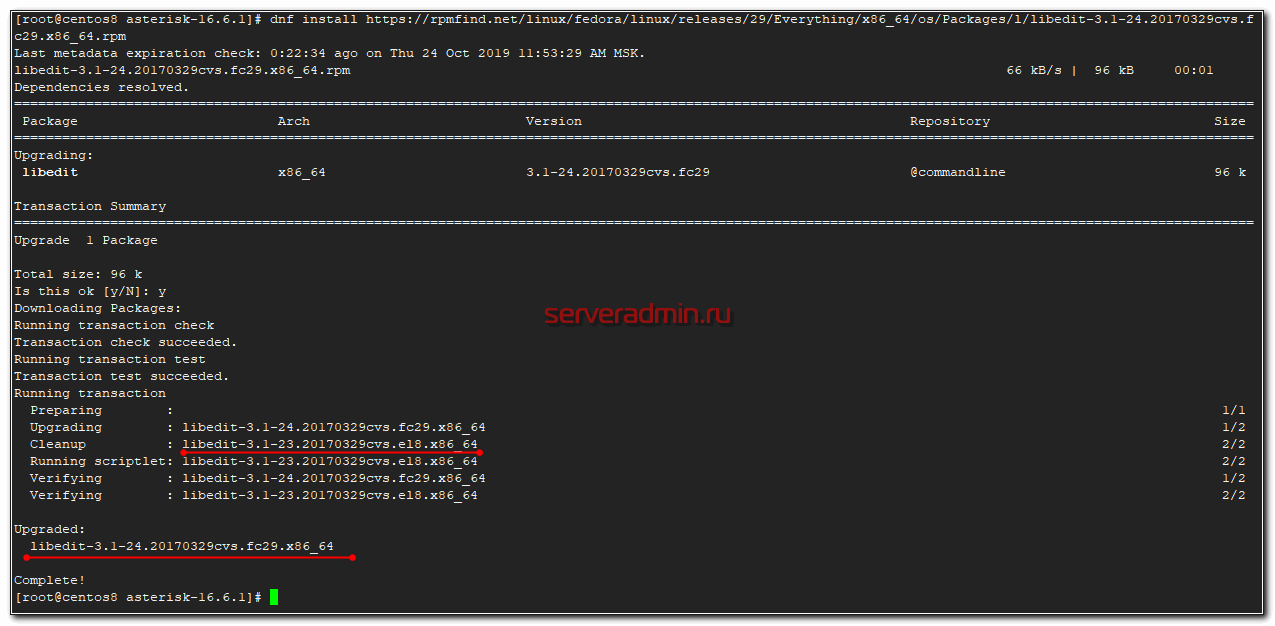 [root@centos8 asterisk-16.6.1]# dnf install https://rpmfind.net/linux/fedora/linux/releases/29/Everything/x86_64/os/Packages/l/libedit-3.1-24.20170329cvs.f
c29.x86_64.rpm
Last metadata expiration check: 0:22:34 ago on Thu 24 Oct 2019 11:53:29 AM MSK.
libedit-3.1-24.20170329cvs.fc29.x86_64.rpm 66 kB/s | 96 kB 00:01
Dependencies resolved.
================================================================================
Package Arch Version Repository Size
================================================================================
Upgrading:
libedit x86_64 3.1-24.20170329cvs.fc29 @commandline 96 k
Transaction Summary
================================================================================
Upgrade 1 Package
Total size: 96 k
Is this ok [y/N]: y
Downloading Packages:
serveradmin.ru
Running transaction check
Transaction check succeeded.
Running transaction test
Transaction test succeeded.
Running transaction
Preparing : 1/1
Upgrading : libedit-3.1-24.20170329cvs.fc29.x86_64 1/2
Cleanup : libedit-3.1-23.20170329cvs.el8.x86_64 2/2
Running scriptlet: libedit-3.1-23.20170329cvs.el8.x86_64 2/2
Verifying : libedit-3.1-24.20170329cvs.fc29.x86_64 1/2
Verifying : libedit-3.1-23.20170329cvs.el8.x86_64 2/2
Upgraded:
libedit-3.1-24.20170329cvs.fc29.x86_64
Complete!
[root@centos8 asterisk-16.6.1]#